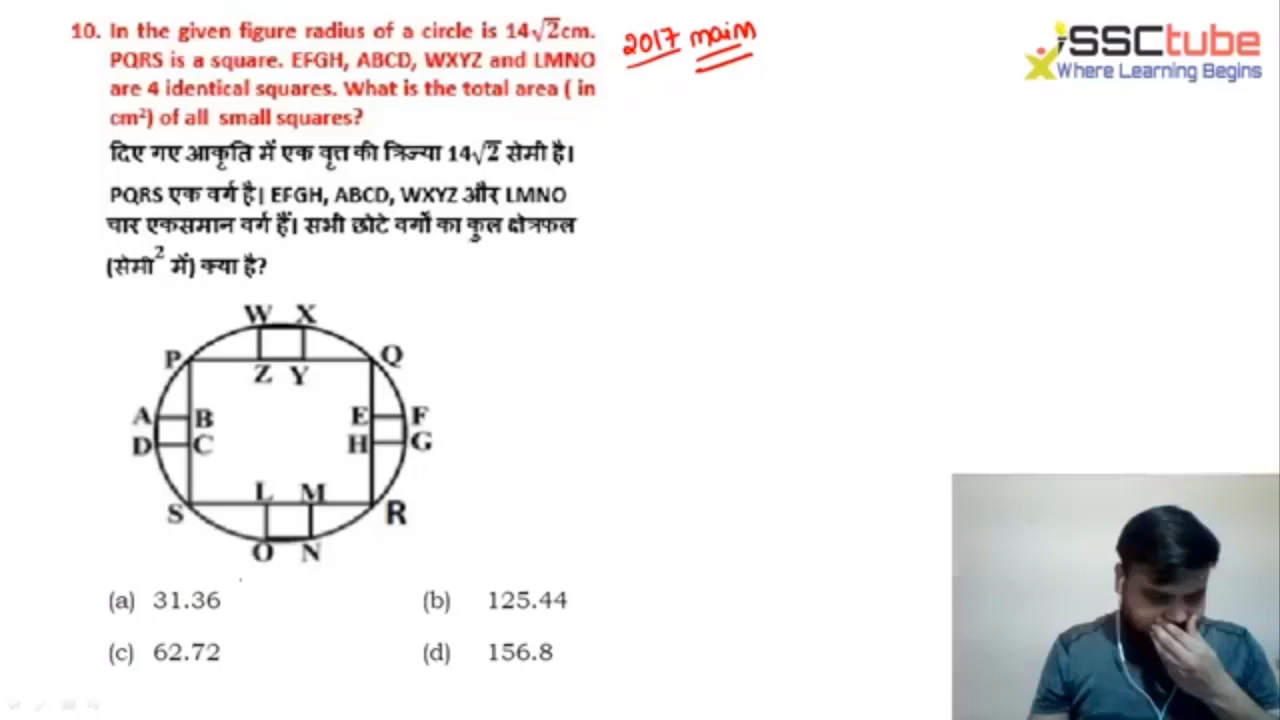 10. In the given figure radius of a circle is 14√2cm.
PQRS is a square. EFGH, ABCD, WXYZ and LMNO
are 4 identical squares. What is the total area ( in
cm²) of all small squares?
2017 maim
iSSCtube
Where Learning Begins
दिए गए आकृति में एक वृत्त की त्रिज्या 14√2 सेमी है।
PQRS एक वर्ग है। EFGH, ABCD, WXYZ और LMNO
चार एकसमान वर्ग हैं। सभी छोटे वर्गों का कुल क्षेत्रफल
(सेमी² में) क्या है?
W X
P Q
Z Y
A B E F
D C H G
L M
S R
O N
(a) 31.36 (b) 125.44
(c) 62.72 (d) 156.8